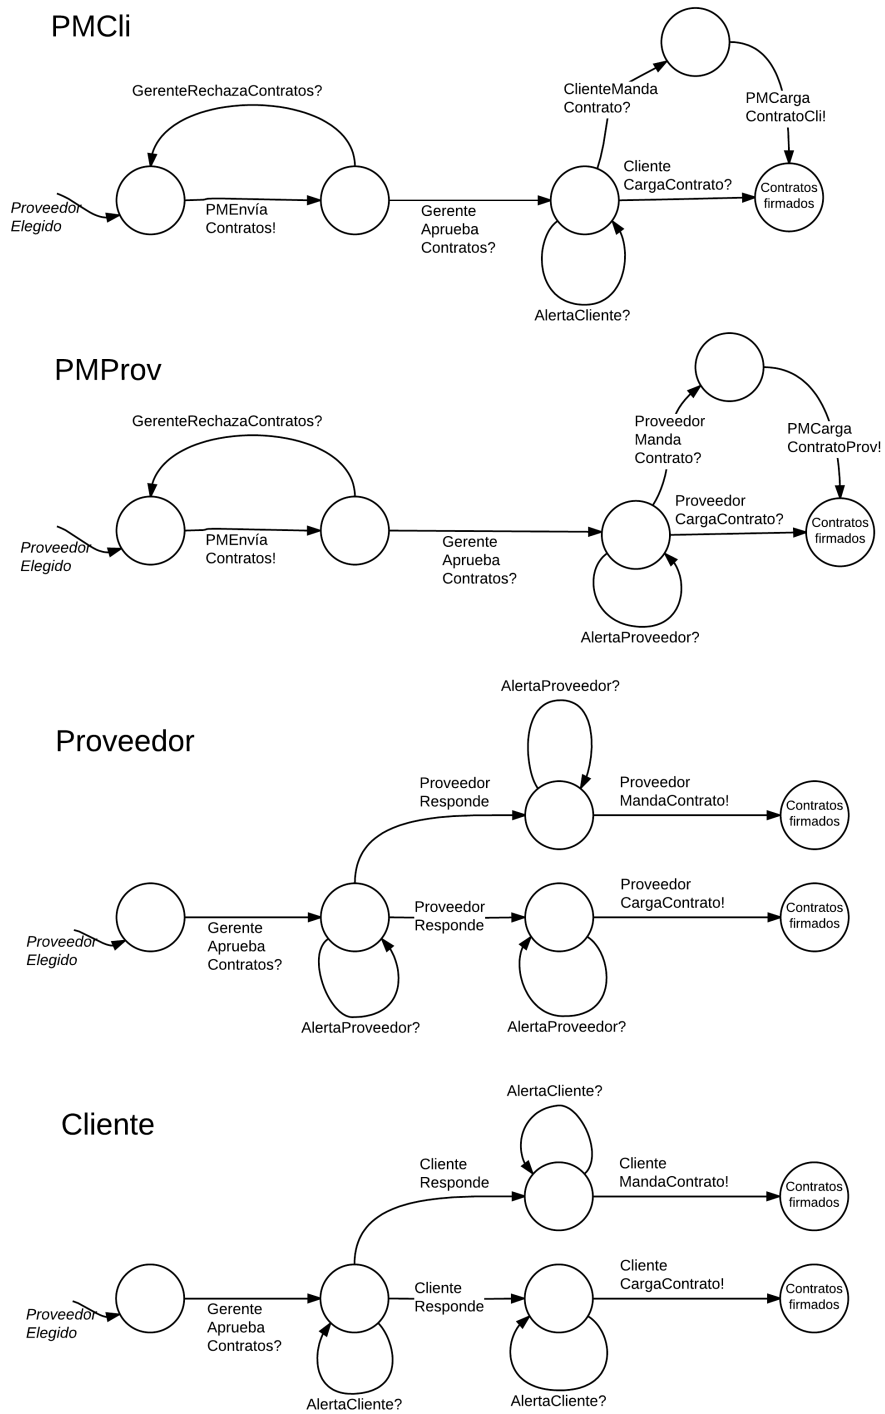 PMCli
GerenteRechazaContratos?
ClienteManda
Contrato?
PMCarga
ContratoCli!
Proveedor
Elegido
PMEnvía
Contratos!
Gerente
Aprueba
Contratos?
Cliente
CargaContrato?
Contratos
firmados
AlertaCliente?
PMProv
GerenteRechazaContratos?
Proveedor
Manda
Contrato?
PMCarga
ContratoProv!
Proveedor
Elegido
PMEnvía
Contratos!
Gerente
Aprueba
Contratos?
Proveedor
CargaContrato?
Contratos
firmados
AlertaProveedor?
Proveedor
AlertaProveedor?
Proveedor
Responde
Proveedor
MandaContrato!
Contratos
firmados
Proveedor
Elegido
Gerente
Aprueba
Contratos?
Proveedor
Responde
Proveedor
CargaContrato!
Contratos
firmados
AlertaProveedor?
AlertaProveedor?
Cliente
AlertaCliente?
Cliente
Responde
Cliente
MandaContrato!
Contratos
firmados
Proveedor
Elegido
Gerente
Aprueba
Contratos?
Cliente
Responde
Cliente
CargaContrato!
Contratos
firmados
AlertaCliente?
AlertaCliente?